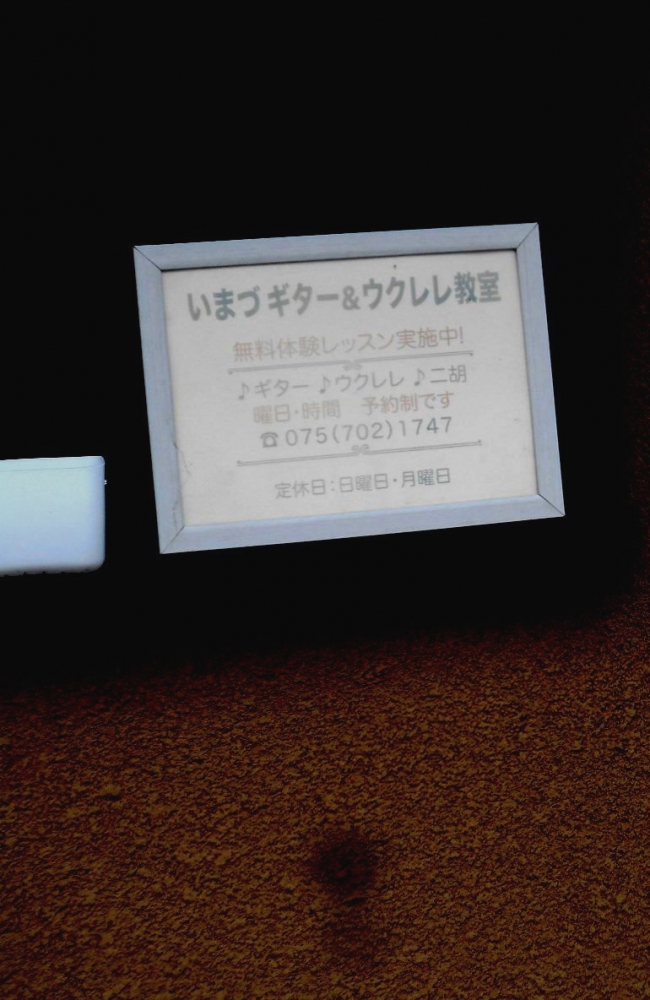 いまづ ギター&ウクレレ教室
無料体験レッスン実施中!
♪ギター ♪ウクレレ ♪二胡
曜日・時間 予約制です
☎075(702)1747
定休日:日曜日・月曜日